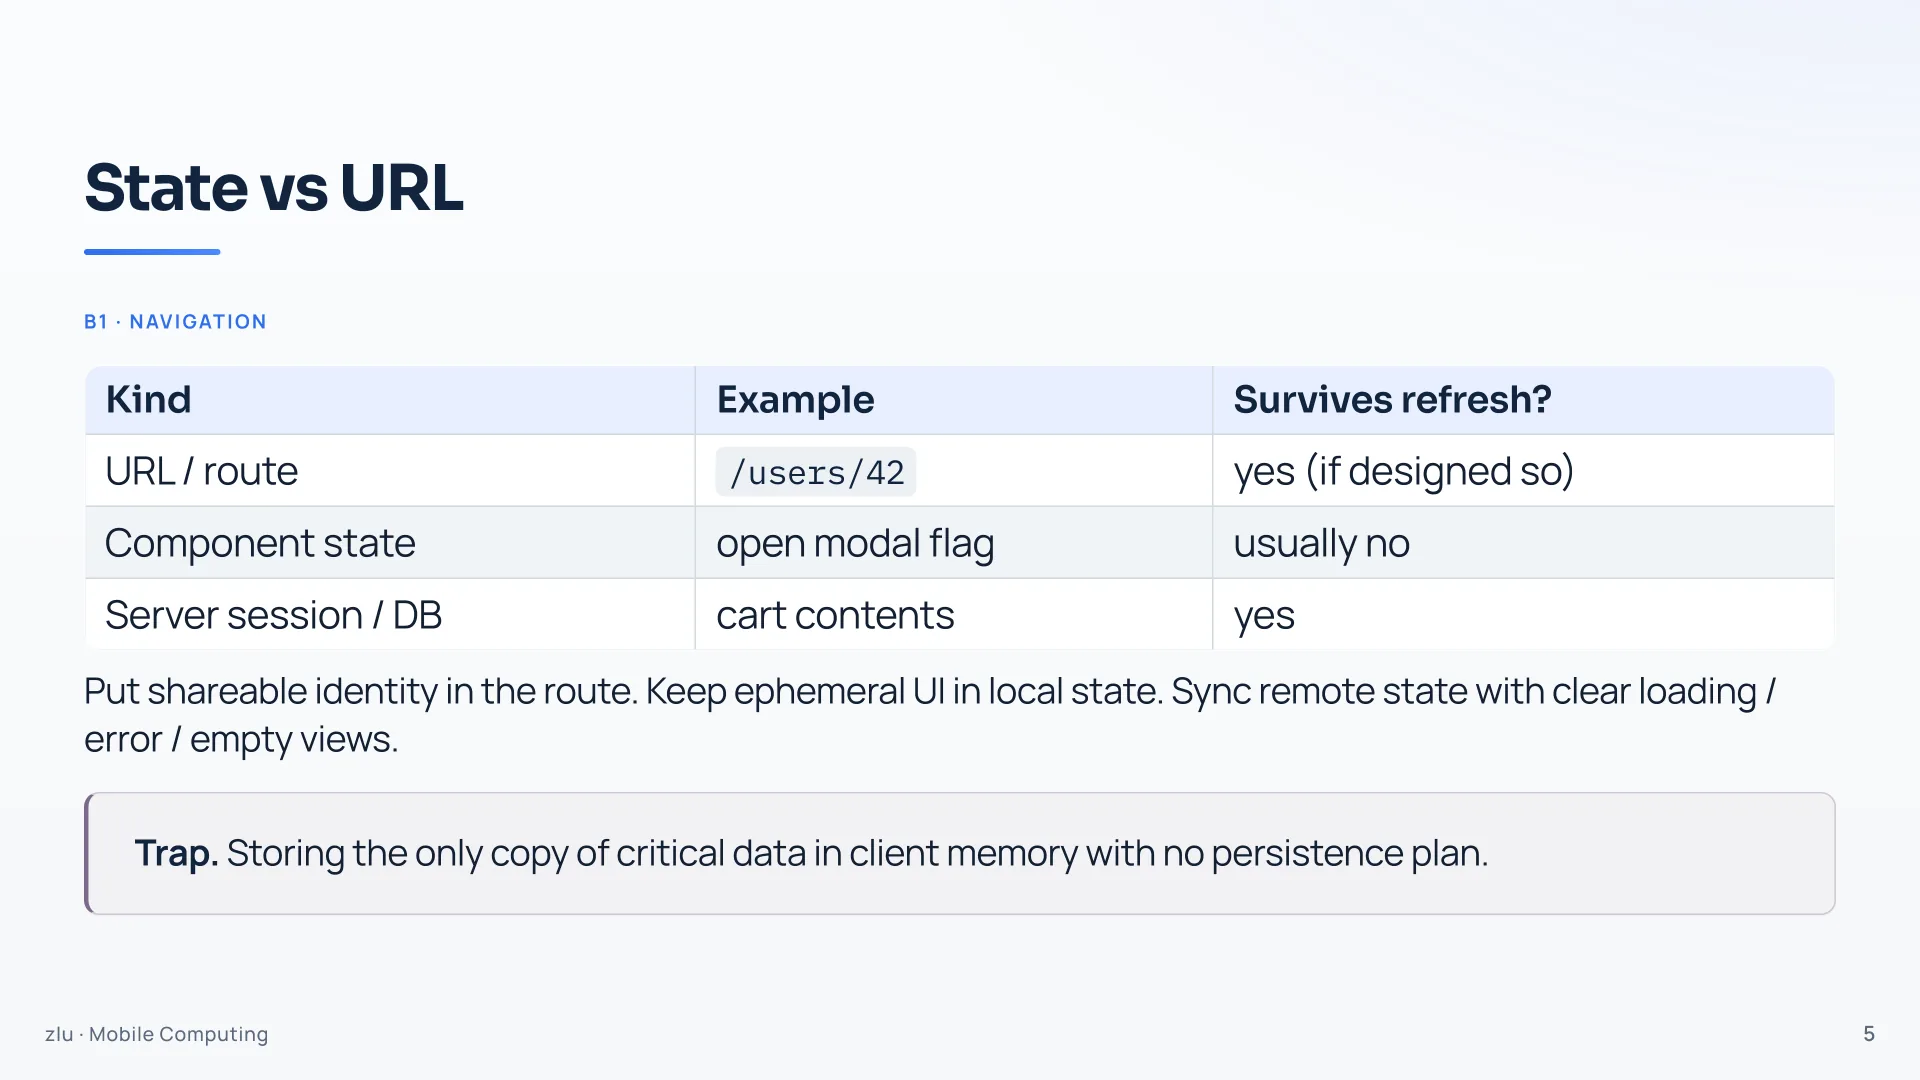 State vs URL
B1 · NAVIGATION
Kind Example Survives refresh?
URL / route /users/42 yes (if designed so)
Component state open modal flag usually no
Server session / DB cart contents yes
Put shareable identity in the route. Keep ephemeral UI in local state. Sync remote state with clear loading /
error / empty views.
Trap. Storing the only copy of critical data in client memory with no persistence plan.
zlu · Mobile Computing 5